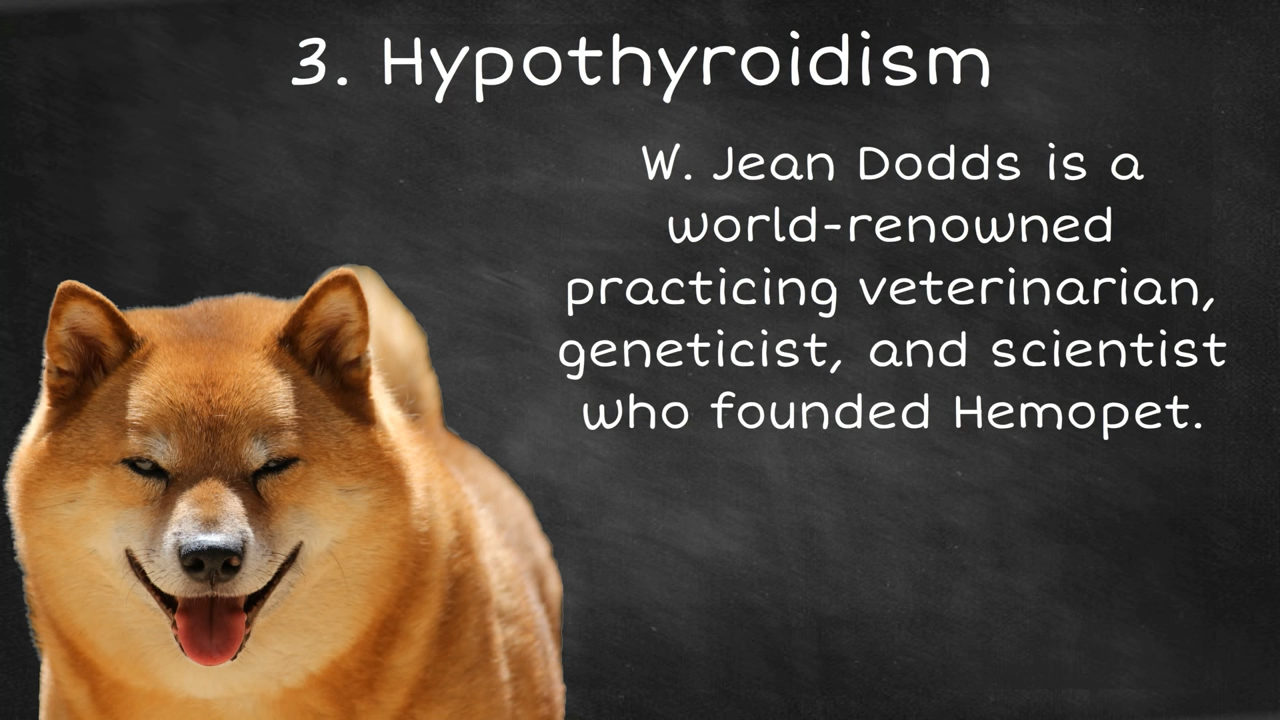 3. Hypothyroidism
W. Jean Dodds is a
world-renowned
practicing veterinarian,
geneticist, and scientist
who founded Hemopet.